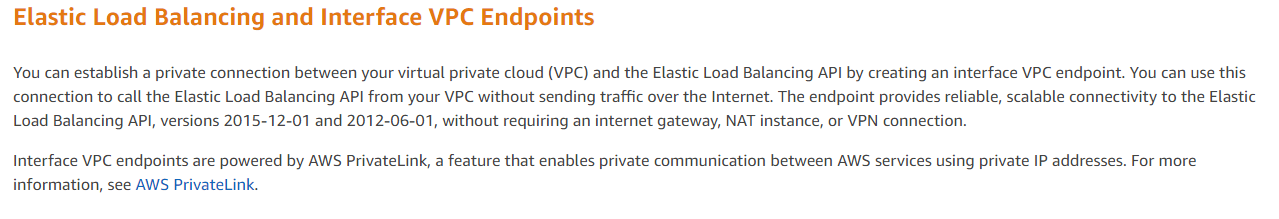 Elastic Load Balancing and Interface VPC Endpoints
You can establish a private connection between your virtual private cloud (VPC) and the Elastic Load Balancing API by creating an interface VPC endpoint. You can use this
connection to call the Elastic Load Balancing API from your VPC without sending traffic over the Internet. The endpoint provides reliable, scalable connectivity to the Elastic
Load Balancing API, versions 2015-12-01 and 2012-06-01, without requiring an internet gateway, NAT instance, or VPN connection.
Interface VPC endpoints are powered by AWS PrivateLink, a feature that enables private communication between AWS services using private IP addresses. For more
information, see AWS PrivateLink.